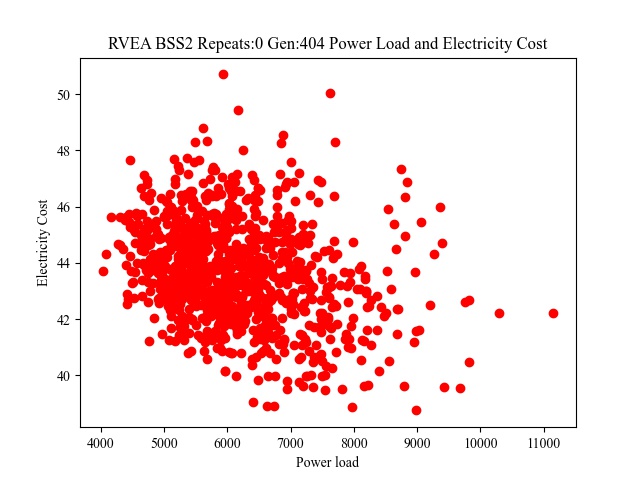 RVEA BSS2 Repeats:0 Gen:404 Power Load and Electricity Cost
50
48
46
44
42
40
Electricity Cost
4000 5000 6000 7000 8000 9000 10000 11000
Power load